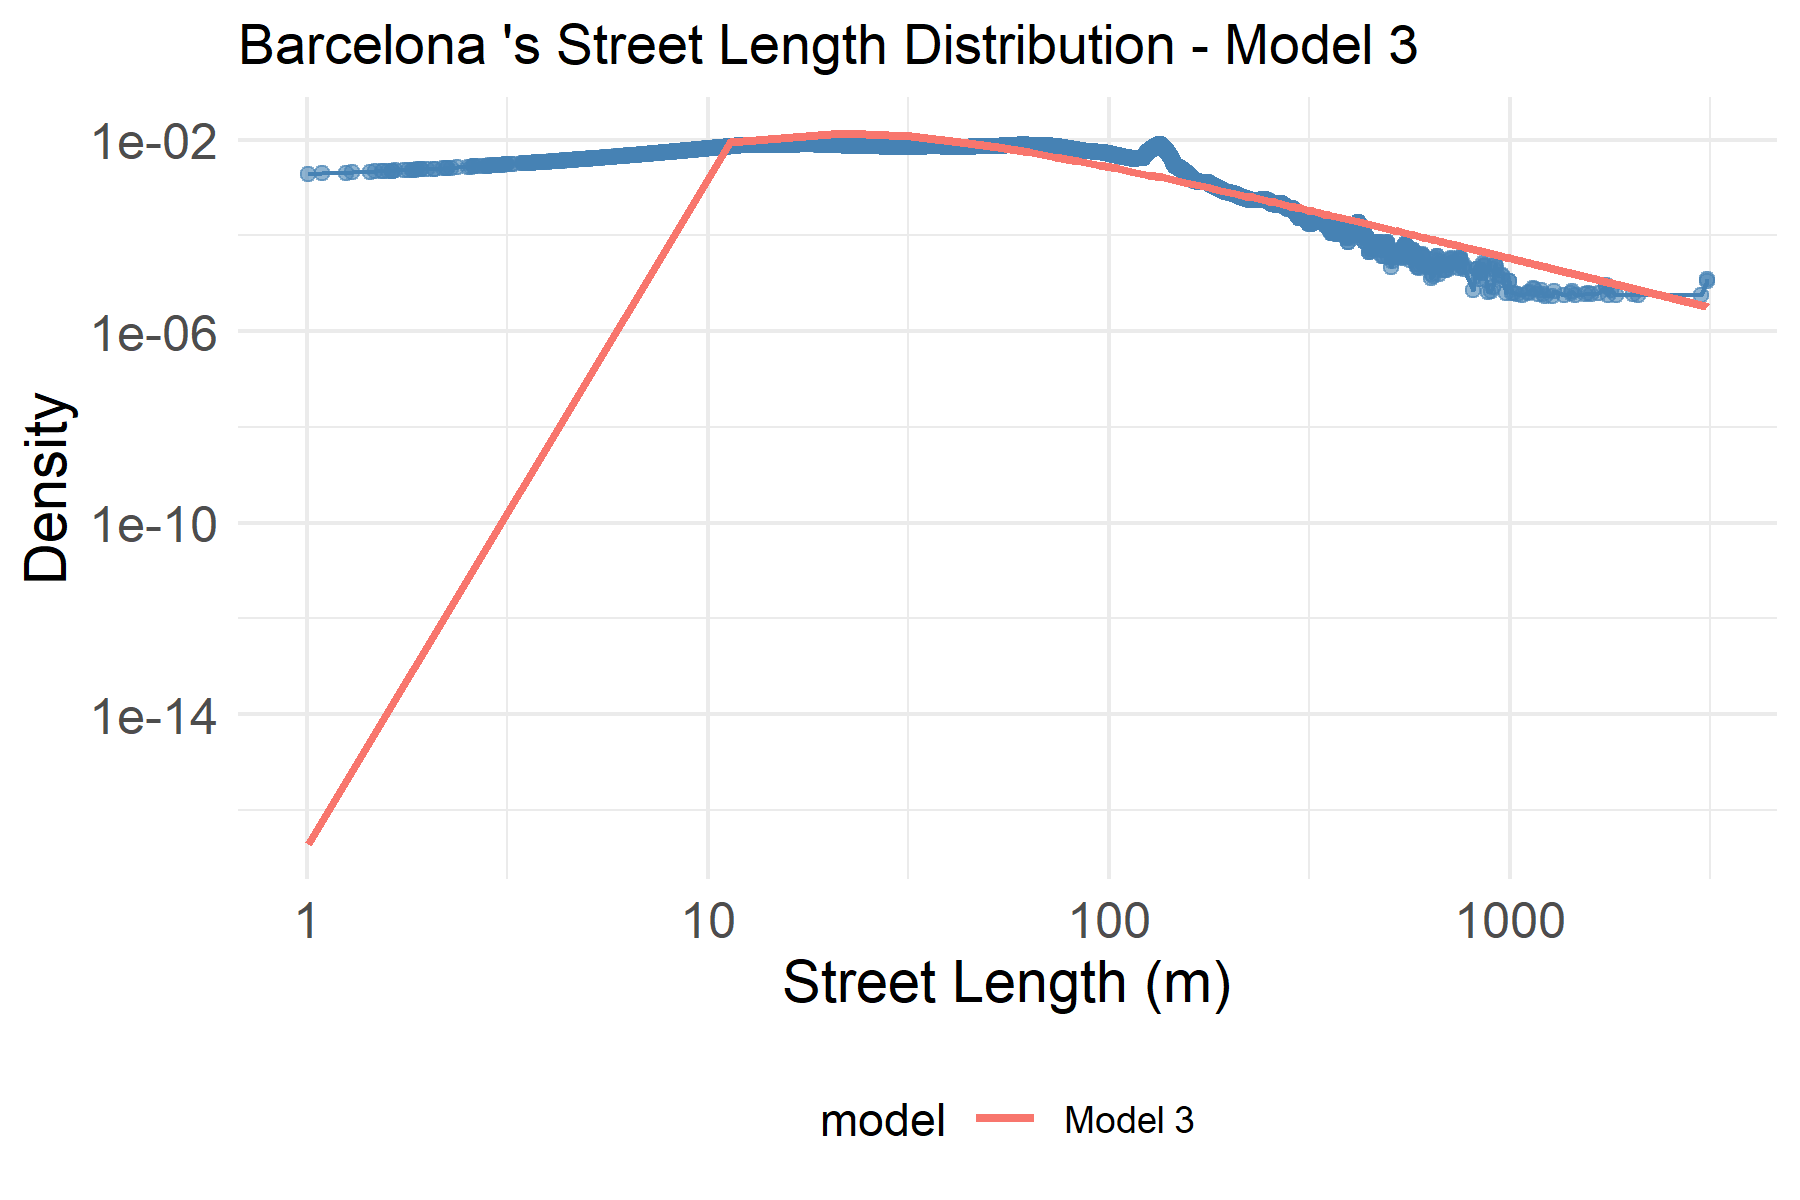 Barcelona 's Street Length Distribution - Model 3
1e-02
1e-06
1e-10
1e-14
Density
1
10
100
1000
Street Length (m)
model
Model 3